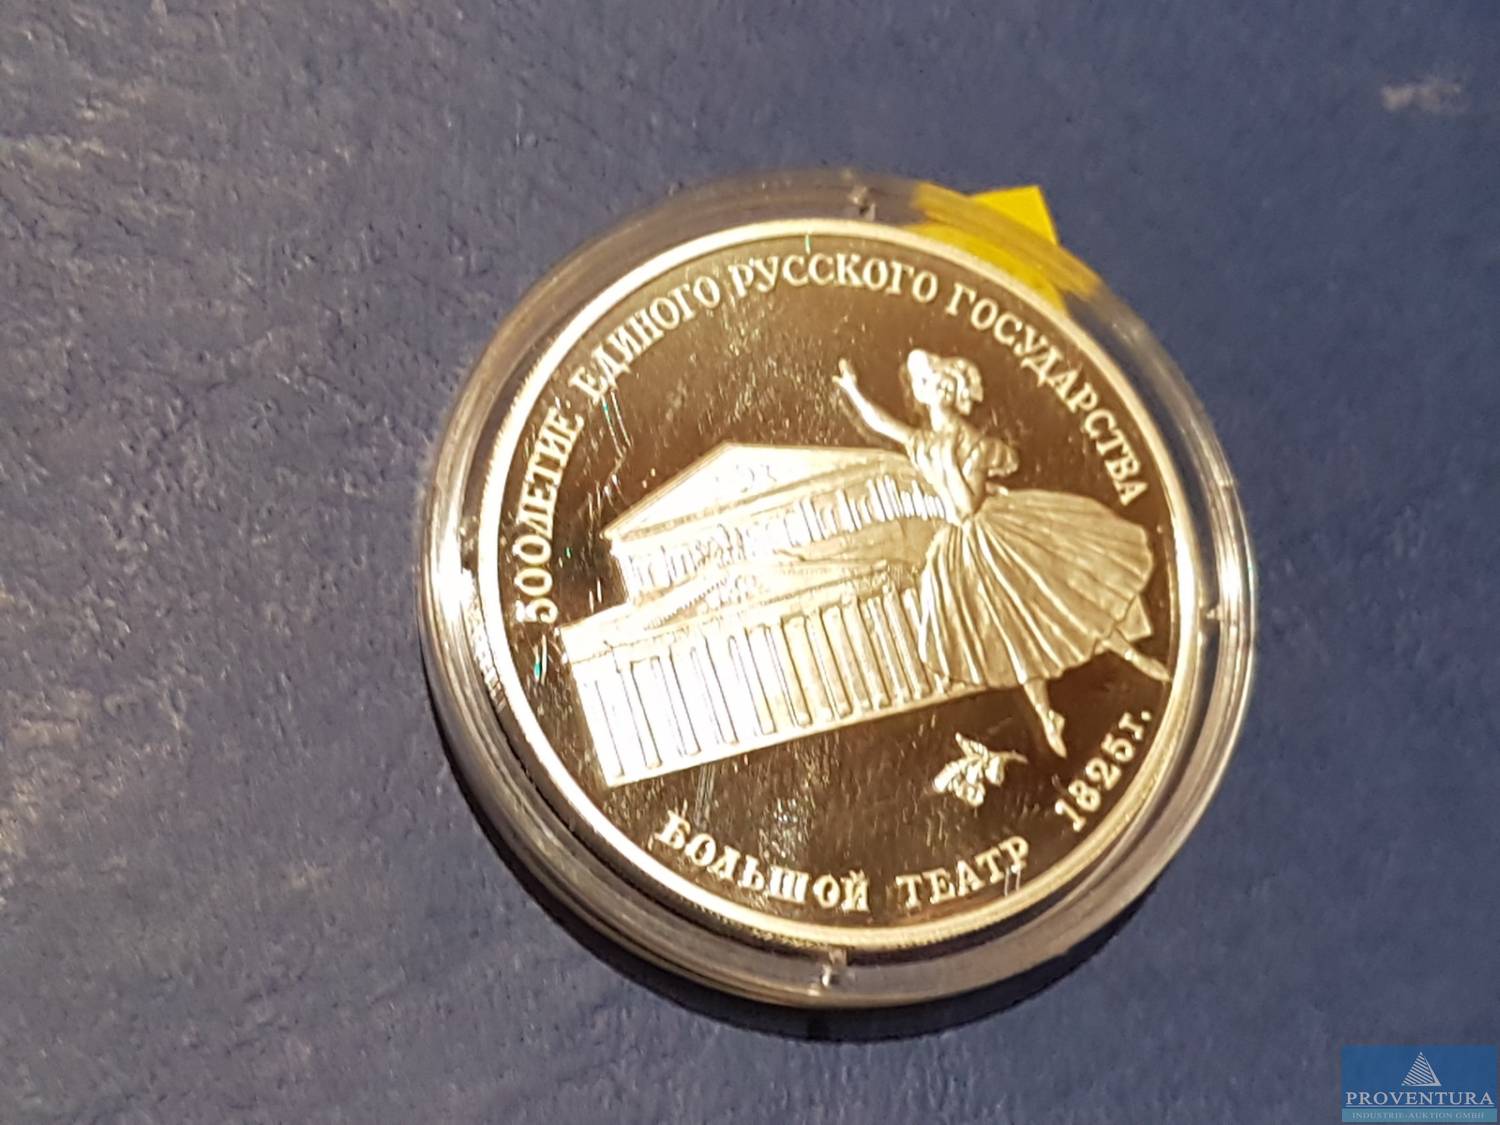 500ЛЕТИЕ ЕДИНОГО РУССКОГО ГОСУДАРСТВА
БОЛЬШОЙ ТЕАТР 1825г.
PROVENTURA
INDUSTRIE-AUKTION GMBH